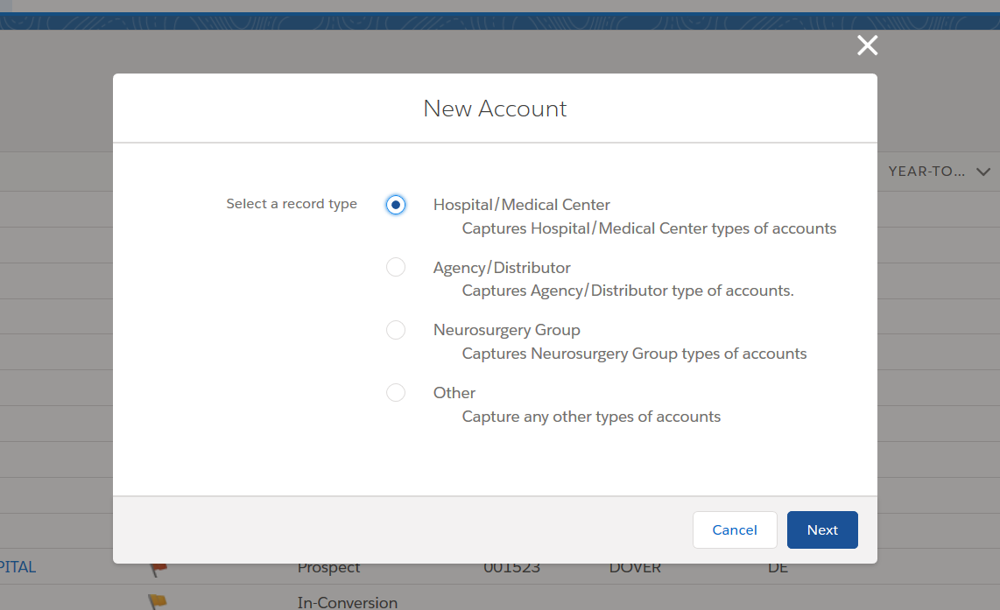 New Account
YEAR-TO...
Select a record type
Hospital/Medical Center
Captures Hospital/Medical Center types of accounts
Agency/Distributor
Captures Agency/Distributor type of accounts.
Neurosurgery Group
Captures Neurosurgery Group types of accounts
Other
Capture any other types of accounts
Cancel Next
PITAL Prospect 001523 DOVER DE
In-Conversion